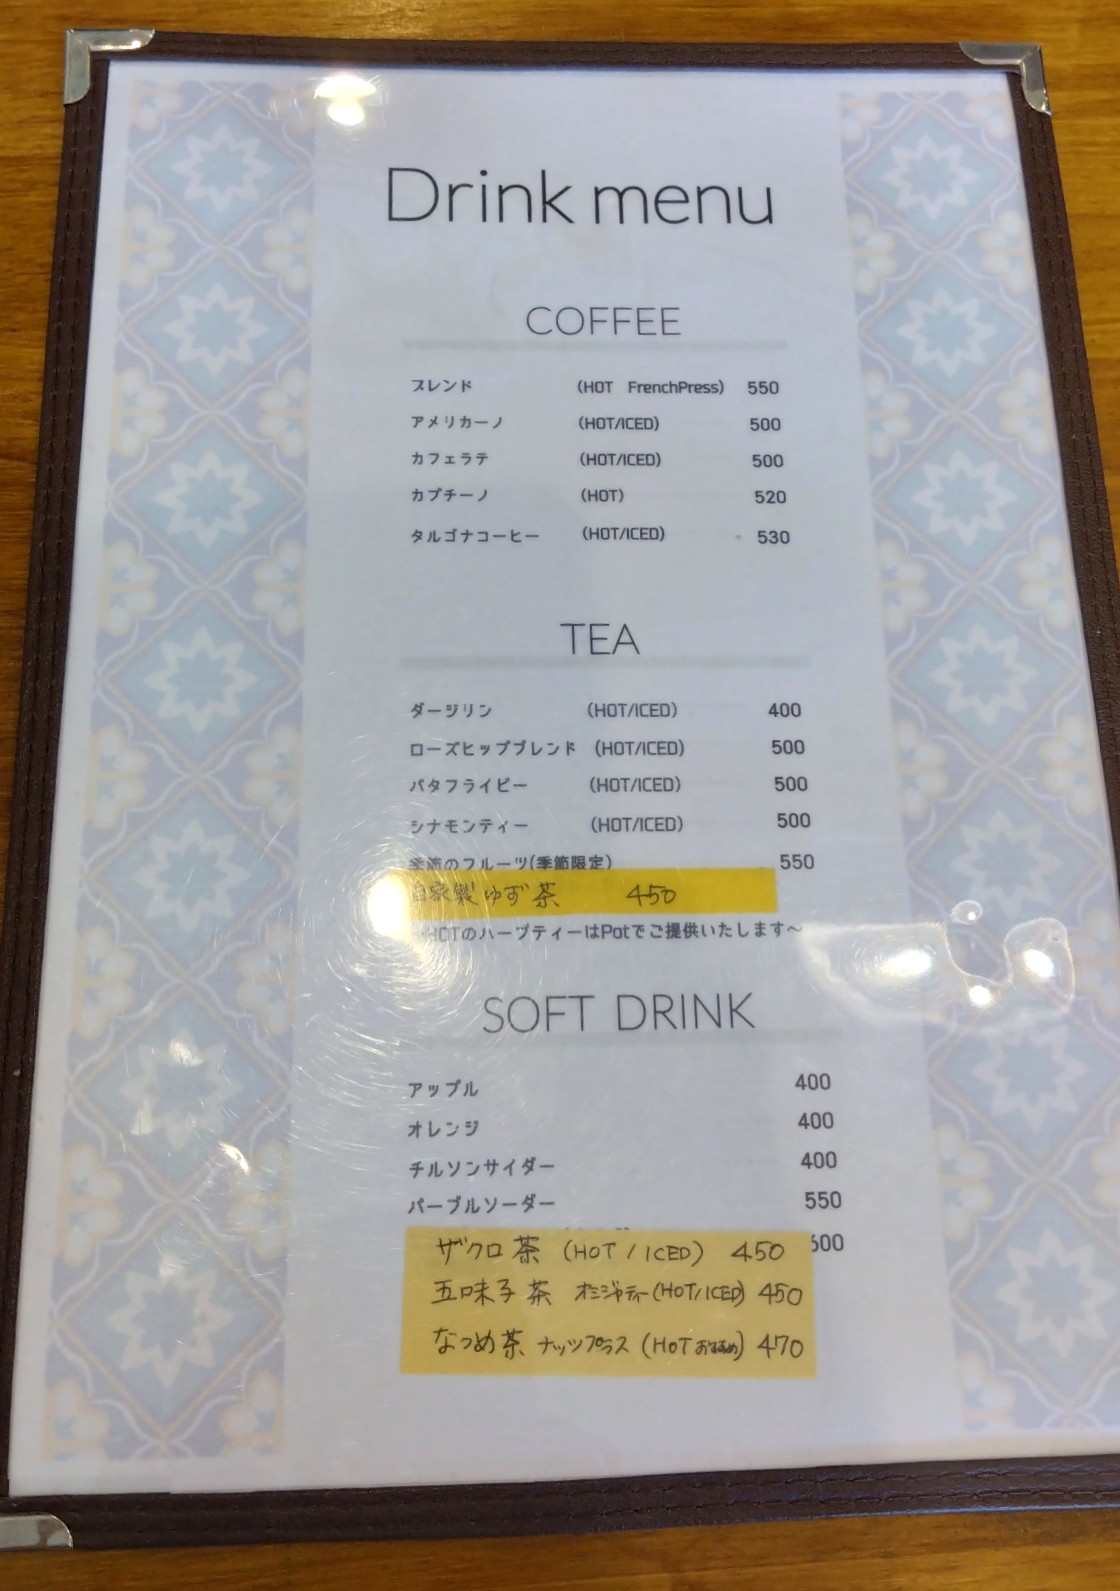 Drink menu
COFFEE
ブレンド (HOT FrenchPress) 550
アメリカーノ (HOT/ICED) 500
カフェラテ (HOT/ICED) 500
カプチーノ (HOT) 520
タルゴナコーヒー (HOT/ICED) 530
TEA
ダージリン (HOT/ICED) 400
ローズヒップブレンド (HOT/ICED) 500
バタフライピー (HOT/ICED) 500
シナモンティー (HOT/ICED) 500
季節のフルーツ(季節限定) 550
自家製ゆず茶 450
HOTのハーブティーはPotでご提供いたします〜
SOFT DRINK
アップル 400
オレンジ 400
チルソンサイダー 400
パープルソーダー 550
600
ザクロ茶 (HOT / ICED) 450
五味子茶 オミジャティー(HOT/ICED) 450
なつめ茶 ナッツプラス (HOTおすすめ) 470